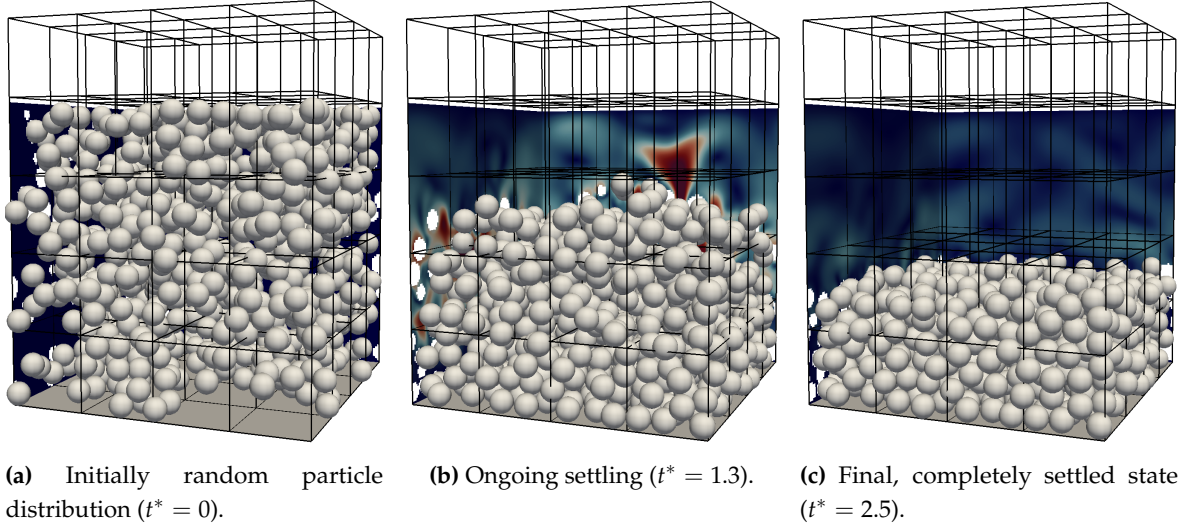 (a) Initially random particle
distribution (t* = 0).
(b) Ongoing settling (t* = 1.3).
(c) Final, completely settled state
(t* = 2.5).